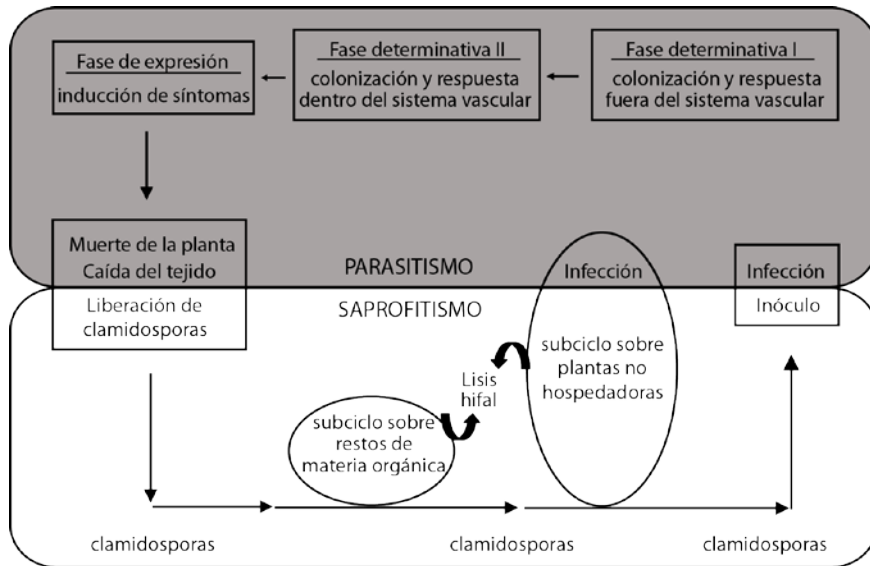 Fase de expresión
inducción de síntomas
Fase determinativa II
colonización y respuesta
dentro del sistema vascular
Fase determinativa I
colonización y respuesta
fuera del sistema vascular
Muerte de la planta
Caída del tejido
Liberación de
clamidosporas
PARASITISMO
SAPROFITISMO
Infección
subciclo sobre
plantas no
hospedadoras
Infección
Inóculo
Lisis
hifal
subciclo sobre
restos de
materia orgánica
clamidosporas
clamidosporas
clamidosporas